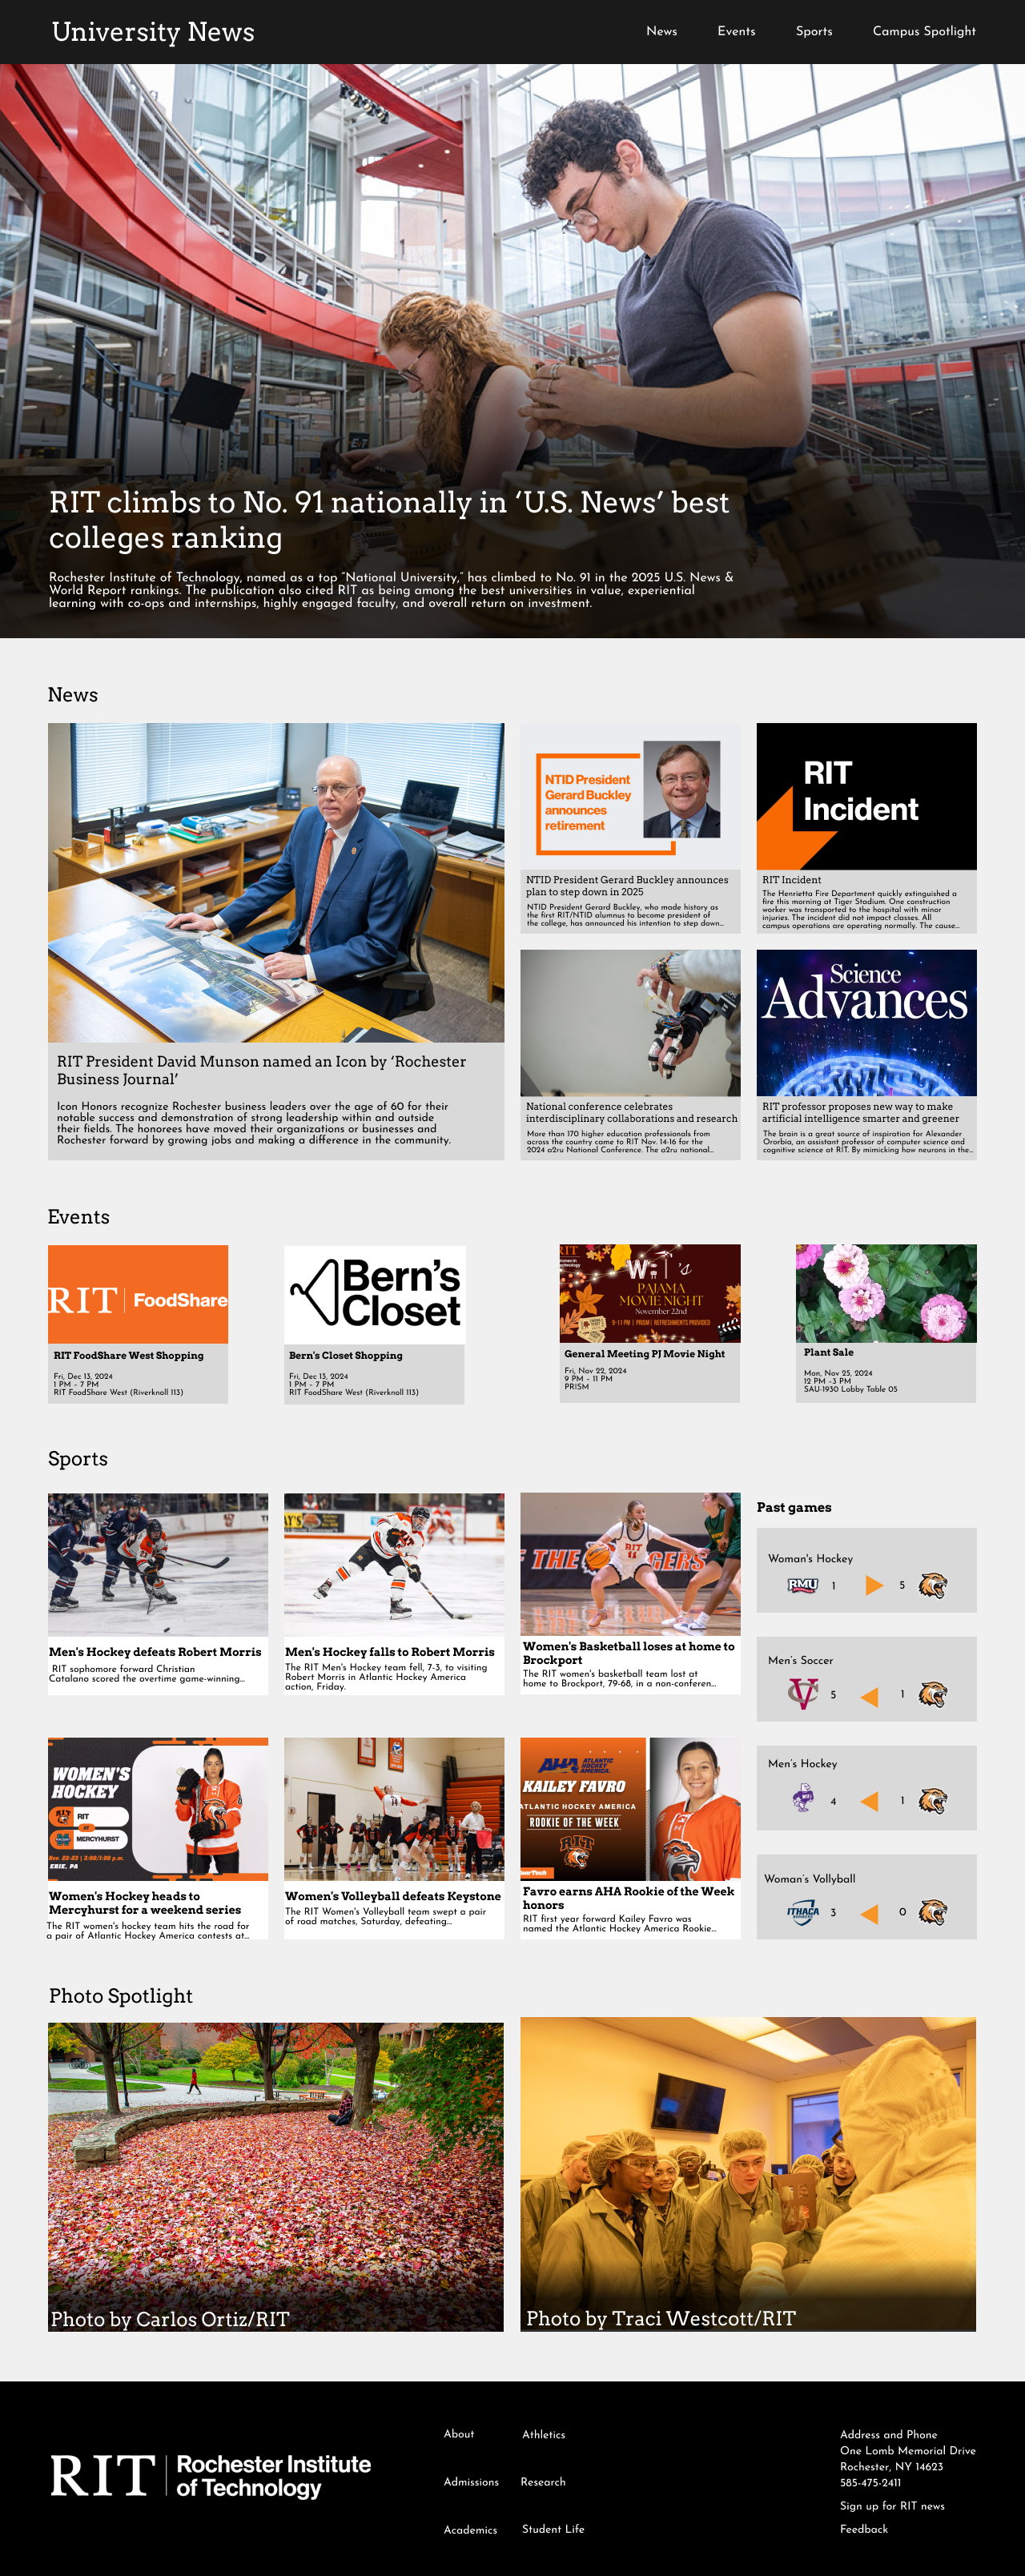 University News
News
Events
Sports
Campus Spotlight
RIT climbs to No. 91 nationally in ‘U.S. News’ best
colleges ranking
Rochester Institute of Technology, named as a top “National University,” has climbed to No. 91 in the 2025 U.S. News &
World Report rankings. The publication also cited RIT as being among the best universities in value, experiential
learning with co-ops and internships, highly engaged faculty, and overall return on investment.
News
RIT President David Munson named an Icon by ‘Rochester
Business Journal’
Icon Honors recognize Rochester business leaders over the age of 60 for their
notable success and demonstration of strong leadership within and outside
their fields. The honorees have moved their organizations or businesses and
Rochester forward by growing jobs and making a difference in the community.
NTID President
Gerard Buckley
announces
retirement
NTID President Gerard Buckley announces
plan to step down in 2025
NTID President Gerard Buckley, who made history as
the first RIT/NTID alumnus to become president of
the college, has announced his intention to step down...
RIT
Incident
RIT Incident
The Henrietta Fire Department quickly extinguished a
fire this morning at Tiger Stadium. One construction
worker was transported to the hospital with minor
injuries. The incident did not impact classes. All
campus operations are operating normally. The cause...
National conference celebrates
interdisciplinary collaborations and research
More than 170 higher education professionals from
across the country came to RIT Nov. 14-16 for the
2024 a2ru National Conference. The a2ru national...
Science
Advances
RIT professor proposes new way to make
artificial intelligence smarter and greener
The brain is a great source of inspiration for Alexander
Ororbia, an assistant professor of computer science and
cognitive science at RIT. By mimicking how neurons in the...
Events
RIT | FoodShare
RIT FoodShare West Shopping
Fri, Dec 13, 2024
1 PM – 7 PM
RIT FoodShare West (Riverknoll 113)
Bern's
Closet
Bern's Closet Shopping
Fri, Dec 13, 2024
1 PM – 7 PM
RIT FoodShare West (Riverknoll 113)
RIT
PAJAMA
MOVIE NIGHT
November 22nd
9-11 PM | PRISM | REFRESHMENTS PROVIDED
General Meeting PJ Movie Night
Fri, Nov 22, 2024
9 PM – 11 PM
PRISM
Plant Sale
Mon, Nov 25, 2024
12 PM –3 PM
SAU-1930 Lobby Table 05
Sports
Men's Hockey defeats Robert Morris
RIT sophomore forward Christian
Catalano scored the overtime game-winning...
Men's Hockey falls to Robert Morris
The RIT Men's Hockey team fell, 7-3, to visiting
Robert Morris in Atlantic Hockey America
action, Friday.
THE
GERS
RIT
11
Women's Basketball loses at home to
Brockport
The RIT women's basketball team lost at
home to Brockport, 79-68, in a non-conferen...
Past games
Woman's Hockey
RMU
1
5
Men's Soccer
5
1
Men's Hockey
4
1
Woman's Vollyball
ITHACA
3
0
WOMEN'S
HOCKEY
RIT
AT
MERCYHURST
Nov. 22-23 | 2:00/1:00 p.m.
ERIE, PA
Women's Hockey heads to
Mercyhurst for a weekend series
The RIT women's hockey team hits the road for
a pair of Atlantic Hockey America contests at...
Women's Volleyball defeats Keystone
The RIT Women's Volleyball team swept a pair
of road matches, Saturday, defeating...
AHA ATLANTIC
HOCKEY
AMERICA
KAILEY FAVRO
ATLANTIC HOCKEY AMERICA
ROOKIE OF THE WEEK
RIT
Favro earns AHA Rookie of the Week
honors
RIT first year forward Kailey Favro was
named the Atlantic Hockey America Rookie...
Photo Spotlight
Photo by Carlos Ortiz/RIT
Photo by Traci Westcott/RIT
RIT | Rochester Institute
of Technology
About
Athletics
Admissions
Research
Academics
Student Life
Address and Phone
One Lomb Memorial Drive
Rochester, NY 14623
585-475-2411
Sign up for RIT news
Feedback